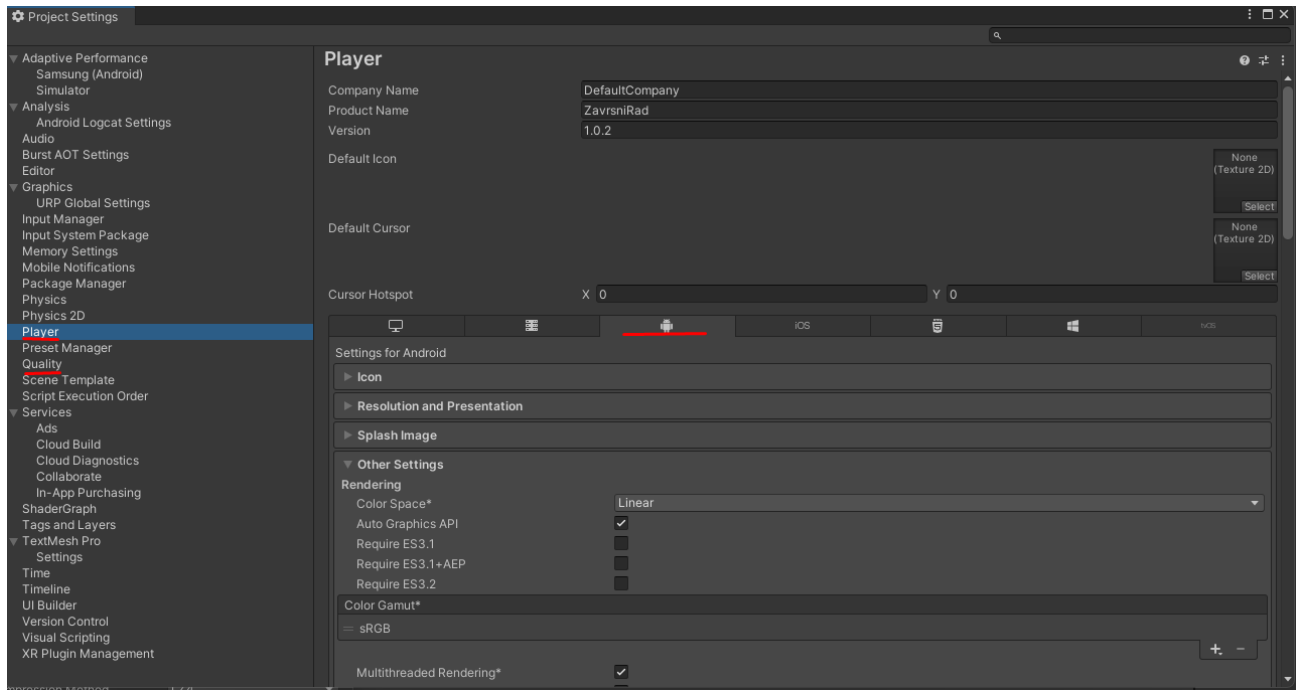 Project Settings
Adaptive Performance
Samsung (Android)
Simulator
Analysis
Android Logcat Settings
Audio
Burst AOT Settings
Editor
Graphics
URP Global Settings
Input Manager
Input System Package
Memory Settings
Mobile Notifications
Package Manager
Physics
Physics 2D
Player
Preset Manager
Quality
Scene Template
Script Execution Order
Services
Ads
Cloud Build
Cloud Diagnostics
Collaborate
In-App Purchasing
ShaderGraph
Tags and Layers
TextMesh Pro
Settings
Time
Timeline
UI Builder
Version Control
Visual Scripting
XR Plugin Management
Player
Company Name DefaultCompany
Product Name ZavrsniRad
Version 1.0.2
Default Icon
None
(Texture 2D)
Select
Default Cursor
None
(Texture 2D)
Select
Cursor Hotspot X 0 Y 0
iOS tvOS
Settings for Android
Icon
Resolution and Presentation
Splash Image
Other Settings
Rendering
Color Space* Linear
Auto Graphics API
Require ES3.1
Require ES3.1+AEP
Require ES3.2
Color Gamut*
sRGB
Multithreaded Rendering*